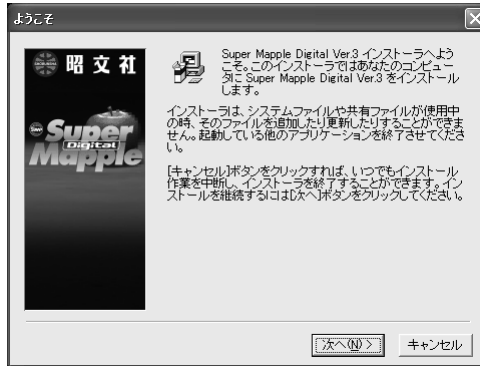 ようこそ
昭文社
Super
Digital
Mapple
Super Mapple Digital Ver.3 インストーラへよう
こそ。このインストーラではあなたのコンピュー
タに Super Mapple Digital Ver.3 をインストール
します。
インストーラは、システムファイルや共有ファイルが使用中
の時、そのファイルを追加したり更新したりすることができま
せん。起動している他のアプリケーションを終了させてくださ
い。
[キャンセル]ボタンをクリックすれば、いつでもインストール
作業を中断し、インストーラを終了することができます。イン
ストールを継続するには[次へ]ボタンをクリックしてください。
次へ(N) >
キャンセル